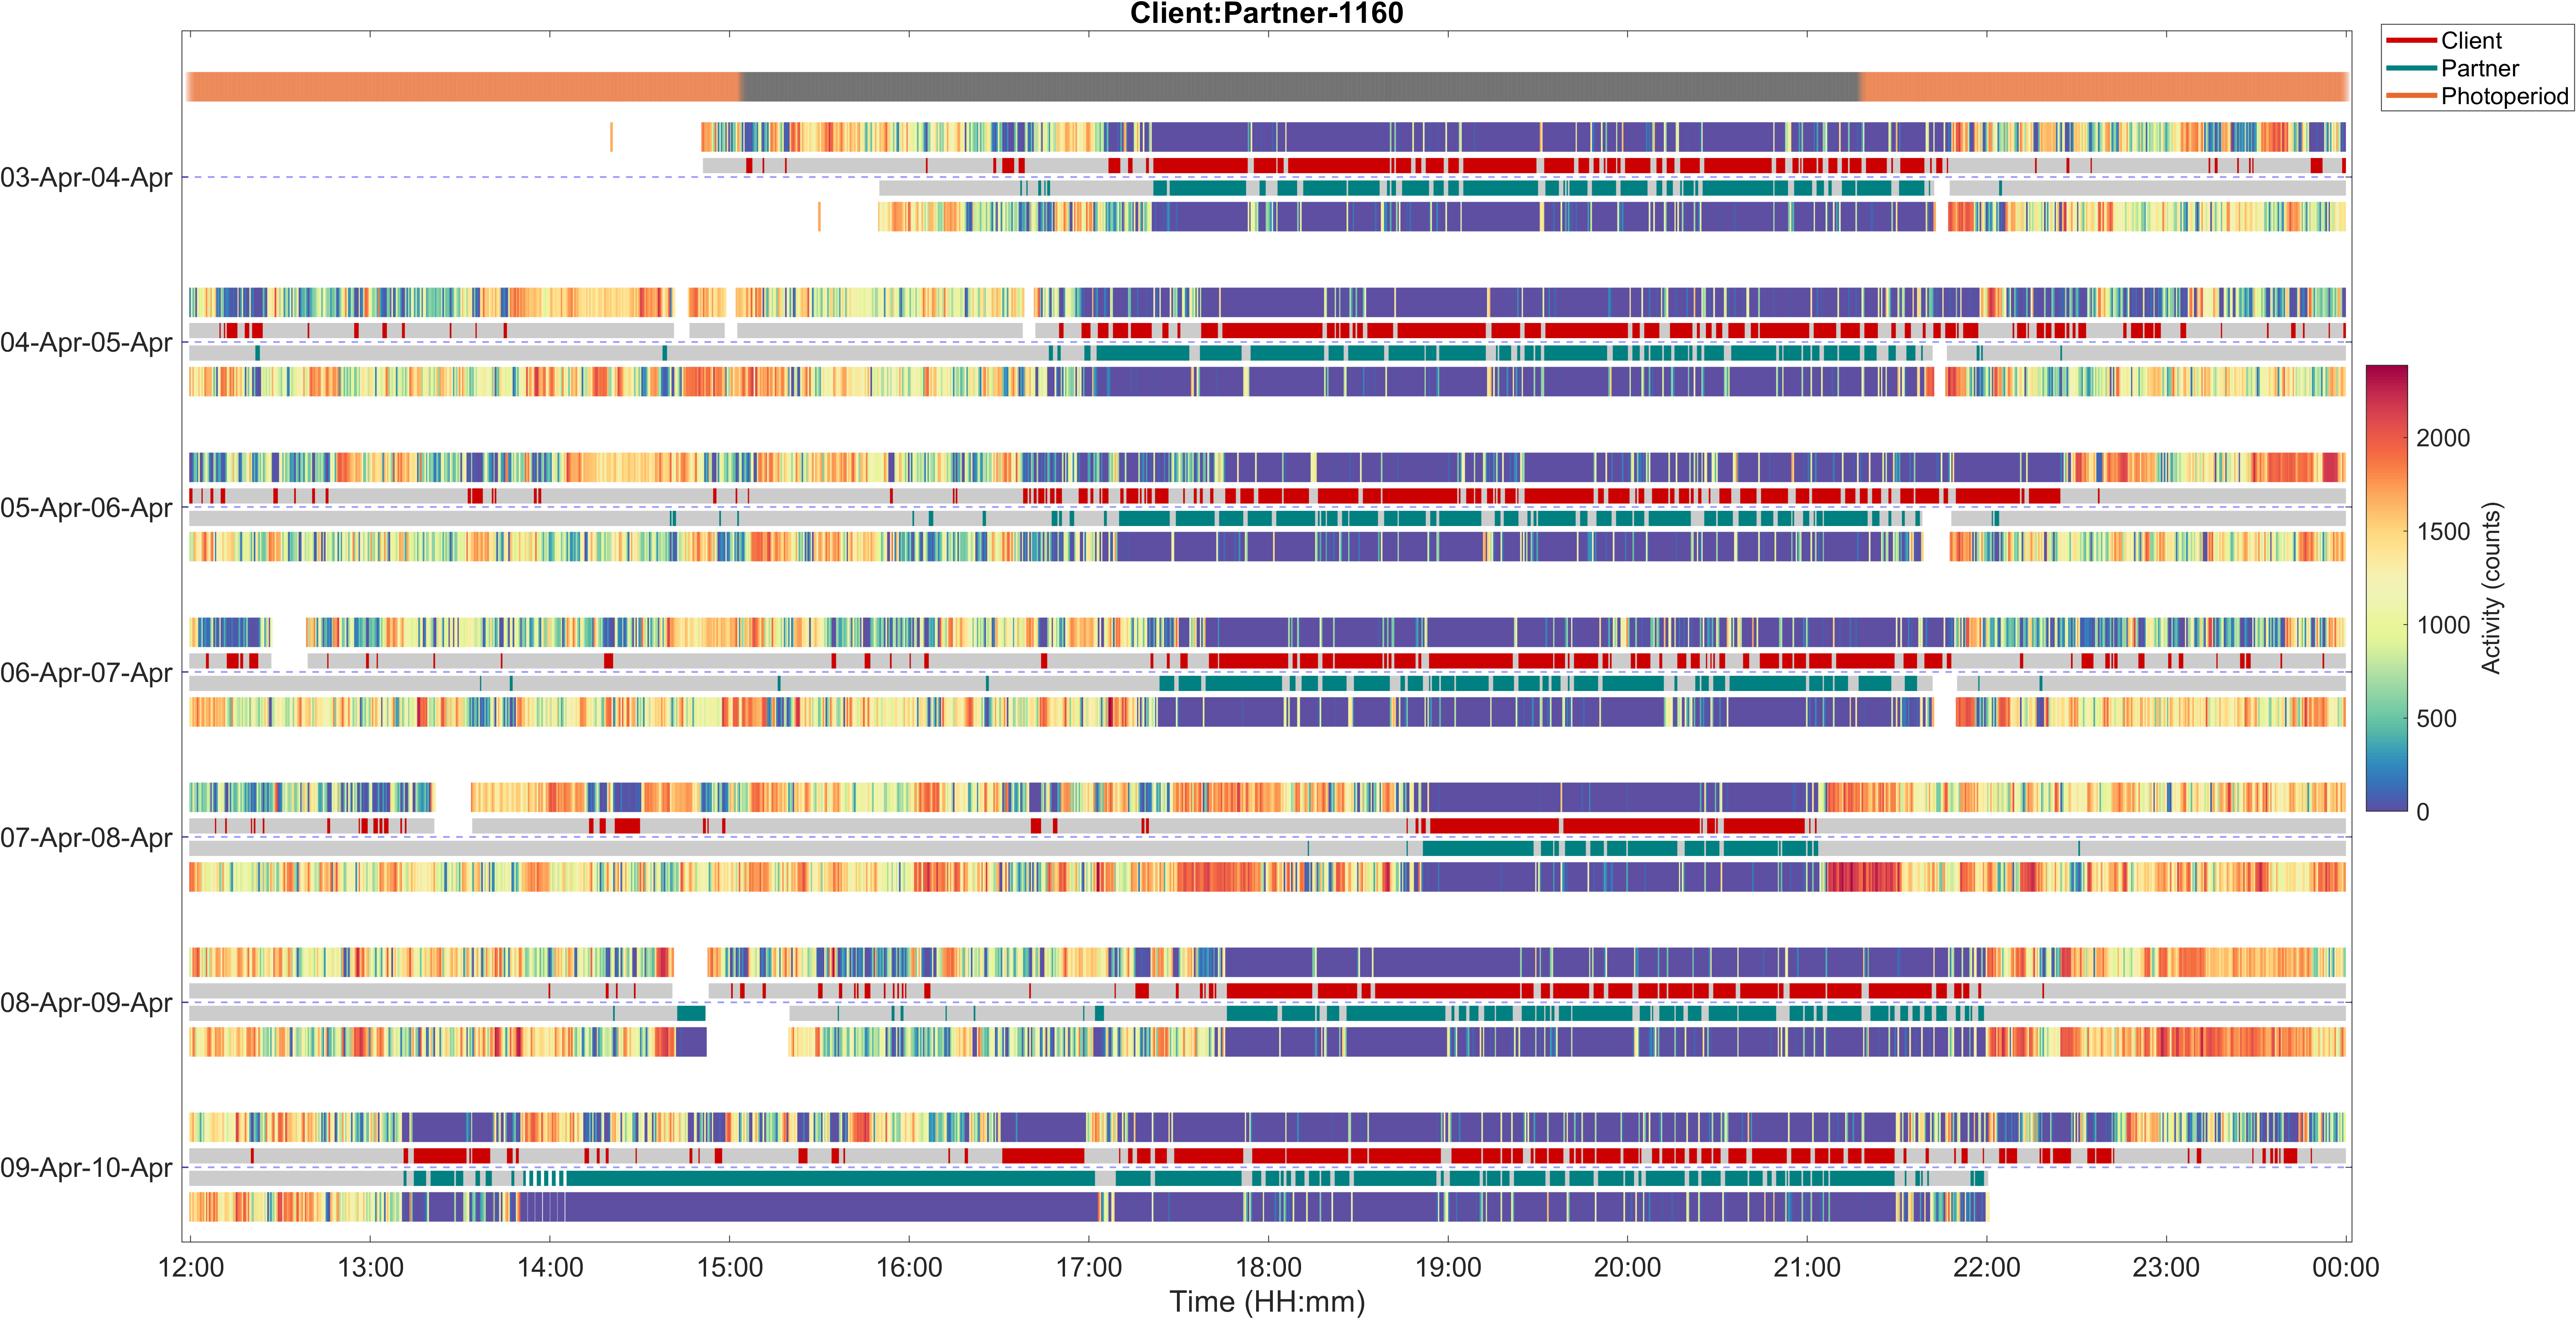 Client:Partner-1160
Client
Partner
Photoperiod
03-Apr-04-Apr
04-Apr-05-Apr
05-Apr-06-Apr
06-Apr-07-Apr
07-Apr-08-Apr
08-Apr-09-Apr
09-Apr-10-Apr
12:00 13:00 14:00 15:00 16:00 17:00 18:00 19:00 20:00 21:00 22:00 23:00 00:00
Time (HH:mm)
2000
1500
1000
500
0
Activity (counts)